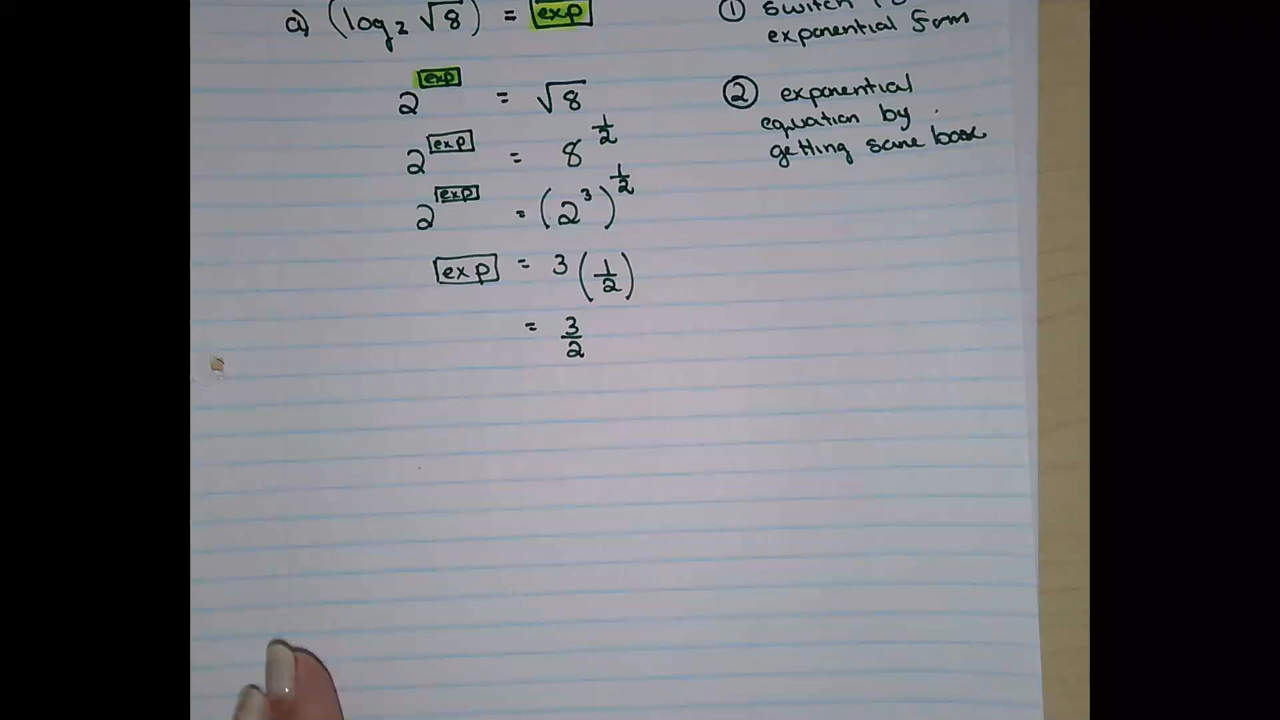 a) (log₂ √8) = exp
2^exp = √8
2^exp = 8^1/2
2^exp = (2³)^1/2
exp = 3(1/2)
= 3/2
① switch to
exponential form
② exponential
equation by
getting same base